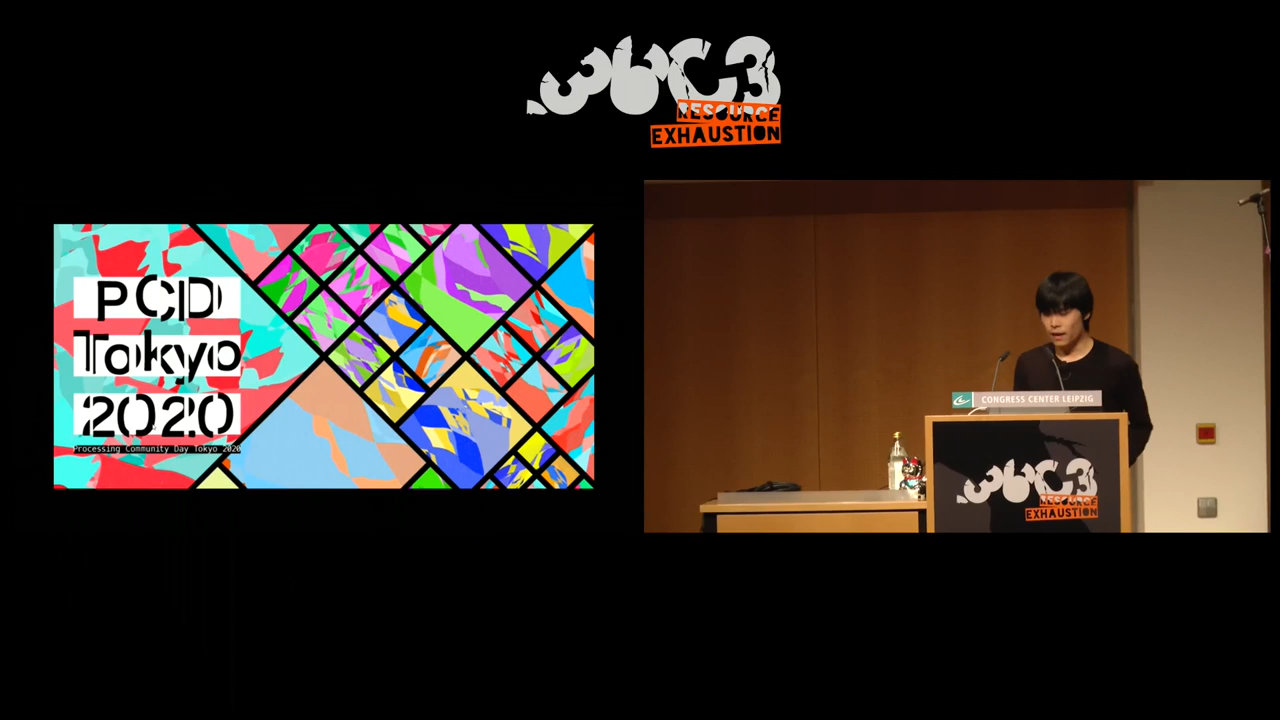 36C3
RESOURCE
EXHAUSTION
PCD
Tokyo
2020
Processing Community Day Tokyo 2020
CONGRESS CENTER LEIPZIG
36C3
RESOURCE
EXHAUSTION